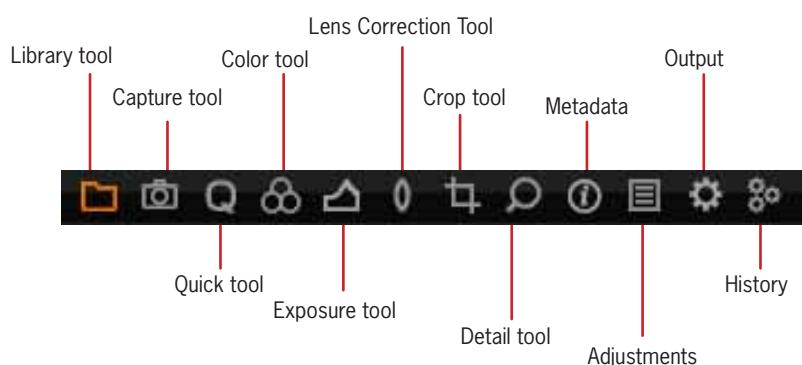 Lens Correction Tool
Library tool
Color tool
Output
Capture tool
Crop tool
Metadata
Quick tool
Exposure tool
History
Detail tool
Adjustments